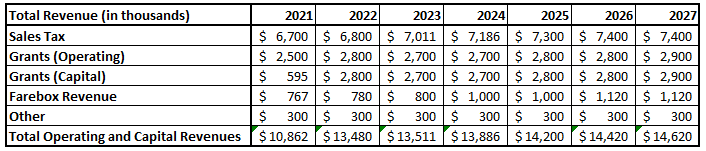 Total Revenue (in thousands) 2021 2022 2023 2024 2025 2026 2027
Sales Tax $ 6,700 $ 6,800 $ 7,011 $ 7,186 $ 7,300 $ 7,400 $ 7,400
Grants (Operating) $ 2,500 $ 2,800 $ 2,700 $ 2,700 $ 2,800 $ 2,800 $ 2,900
Grants (Capital) $ 595 $ 2,800 $ 2,700 $ 2,700 $ 2,800 $ 2,800 $ 2,900
Farebox Revenue $ 767 $ 780 $ 800 $ 1,000 $ 1,000 $ 1,120 $ 1,120
Other $ 300 $ 300 $ 300 $ 300 $ 300 $ 300 $ 300
Total Operating and Capital Revenues $ 10,862 $ 13,480 $ 13,511 $ 13,886 $ 14,200 $ 14,420 $ 14,620